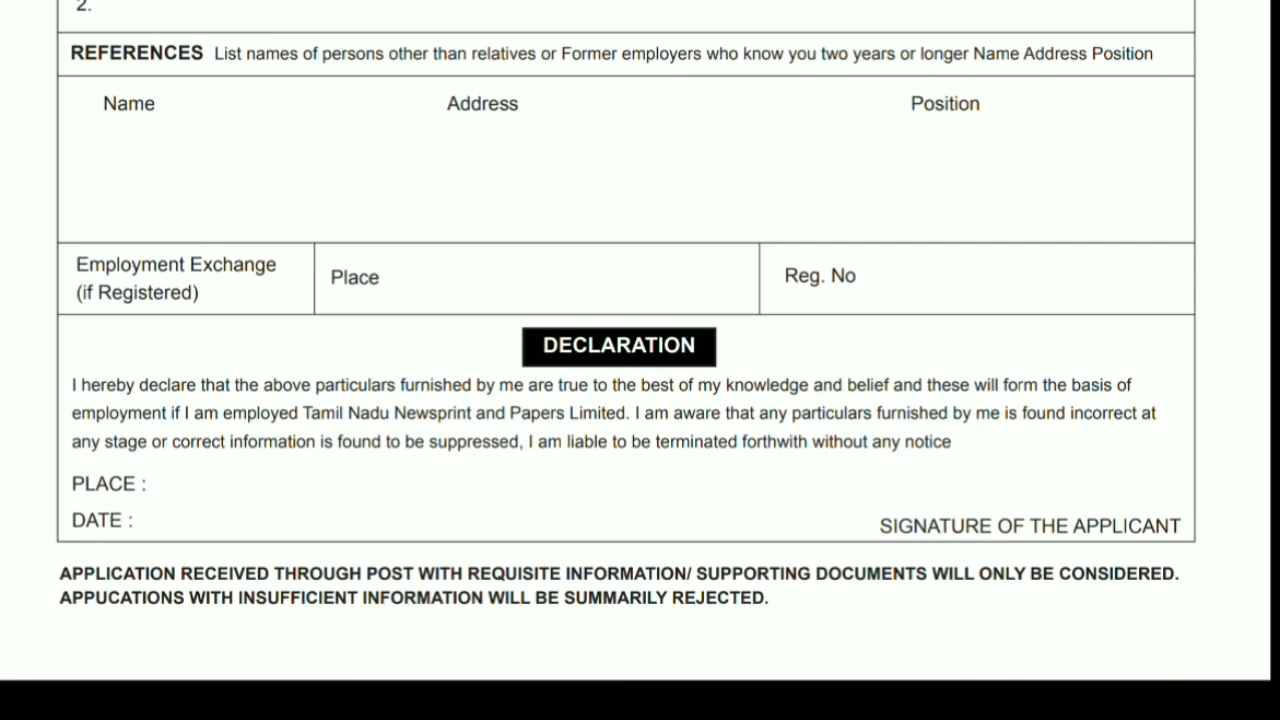 2.
REFERENCES List names of persons other than relatives or Former employers who know you two years or longer Name Address Position
Name Address Position
Employment Exchange
(if Registered)
Place
Reg. No
DECLARATION
I hereby declare that the above particulars furnished by me are true to the best of my knowledge and belief and these will form the basis of
employment if I am employed Tamil Nadu Newsprint and Papers Limited. I am aware that any particulars furnished by me is found incorrect at
any stage or correct information is found to be suppressed, I am liable to be terminated forthwith without any notice
PLACE :
DATE :
SIGNATURE OF THE APPLICANT
APPLICATION RECEIVED THROUGH POST WITH REQUISITE INFORMATION/ SUPPORTING DOCUMENTS WILL ONLY BE CONSIDERED.
APPUCATIONS WITH INSUFFICIENT INFORMATION WILL BE SUMMARILY REJECTED.